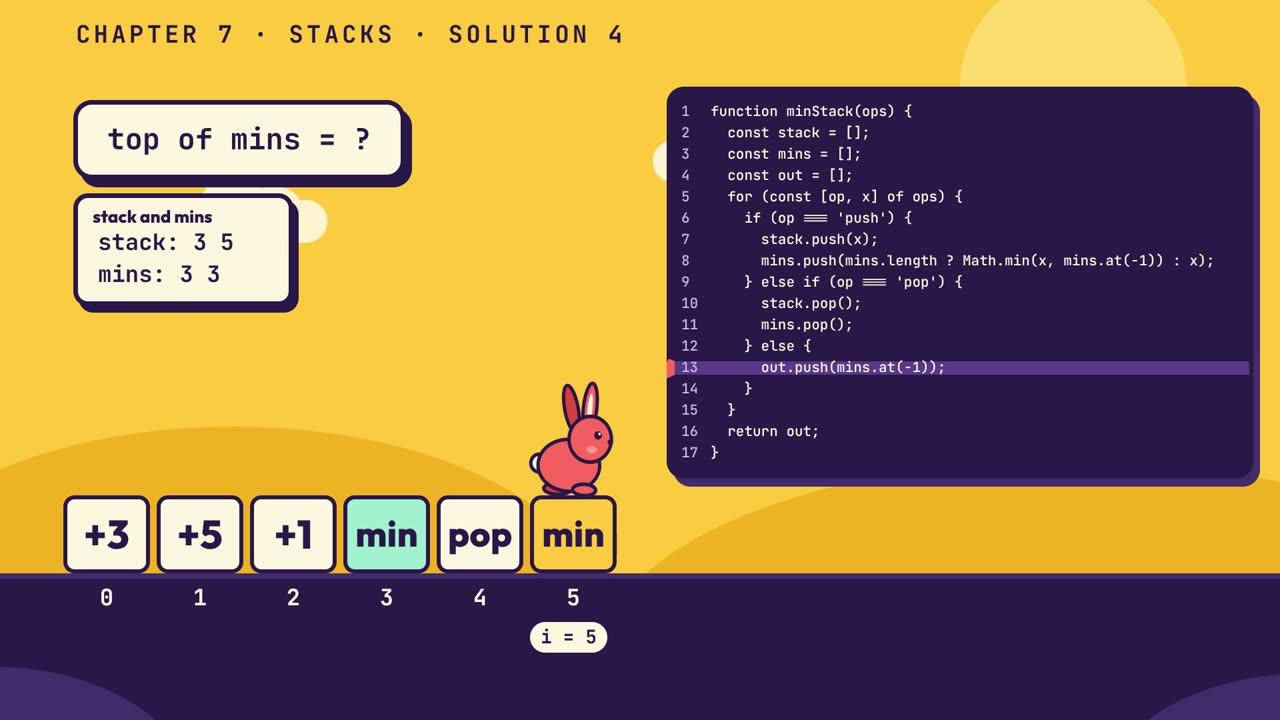 CHAPTER 7 · STACKS · SOLUTION 4
top of mins = ?
stack and mins
stack: 3 5
mins: 3 3
1 function minStack(ops) {
2 const stack = [];
3 const mins = [];
4 const out = [];
5 for (const [op, x] of ops) {
6 if (op === 'push') {
7 stack.push(x);
8 mins.push(mins.length ? Math.min(x, mins.at(-1)) : x);
9 } else if (op === 'pop') {
10 stack.pop();
11 mins.pop();
12 } else {
13 out.push(mins.at(-1));
14 }
15 }
16 return out;
17 }
+3 +5 +1 min pop min
0 1 2 3 4 5
i = 5